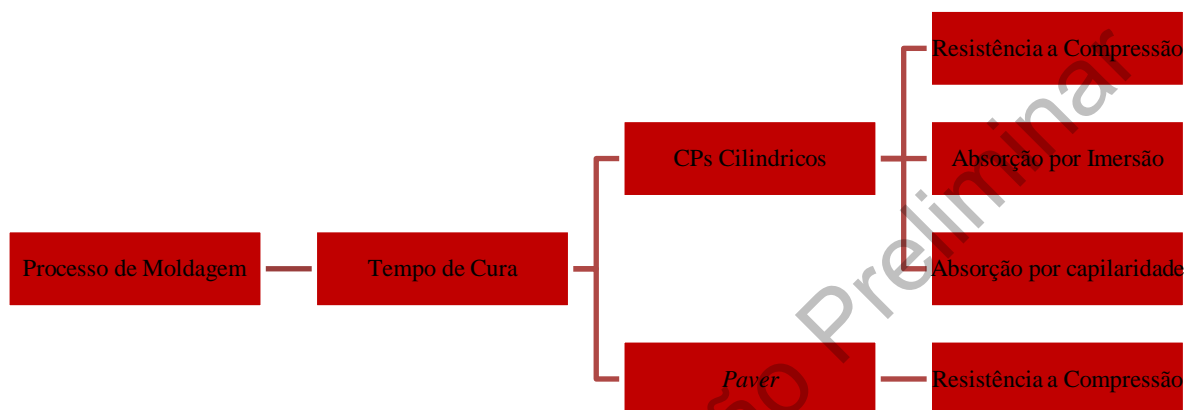 Processo de Moldagem
Tempo de Cura
CPs Cilindricos
Resistência a Compressão
Absorção por Imersão
Absorção por capilaridade
Paver
Resistência a Compressão
ão Preliminar